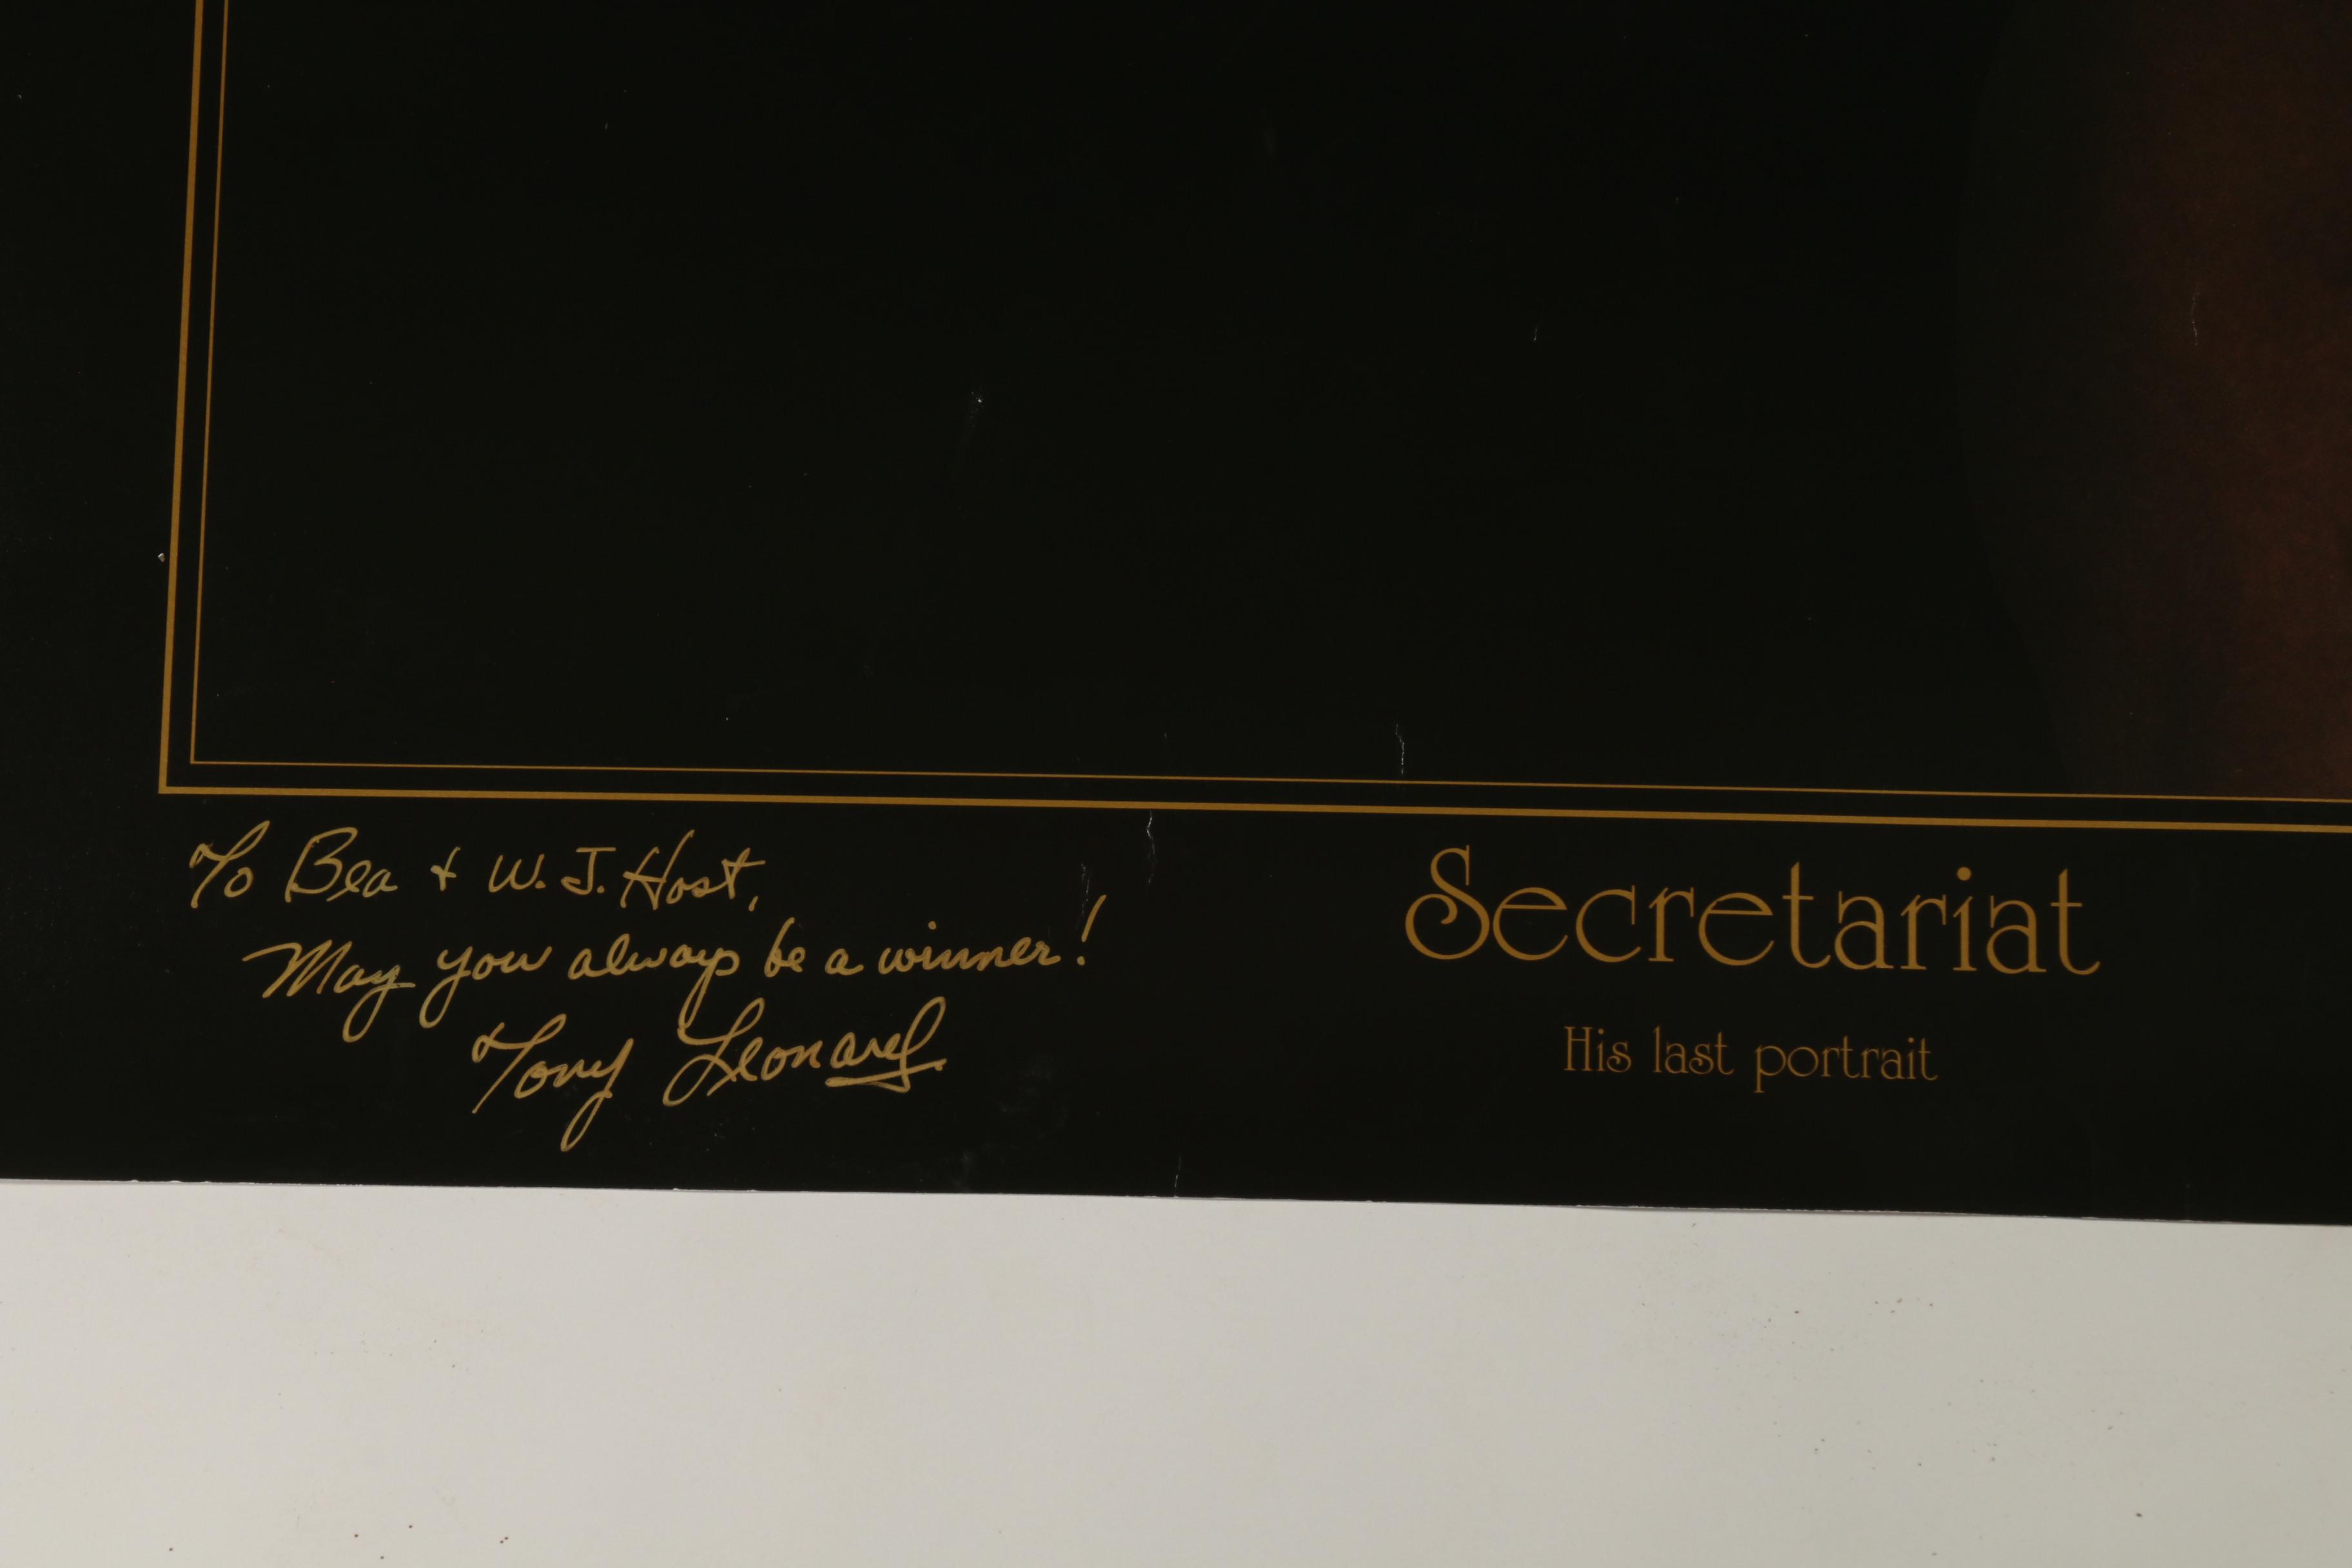 To Bea + W. J. Host,
May you always be a winner!
Tony Leonard
Secretariat
His last portrait